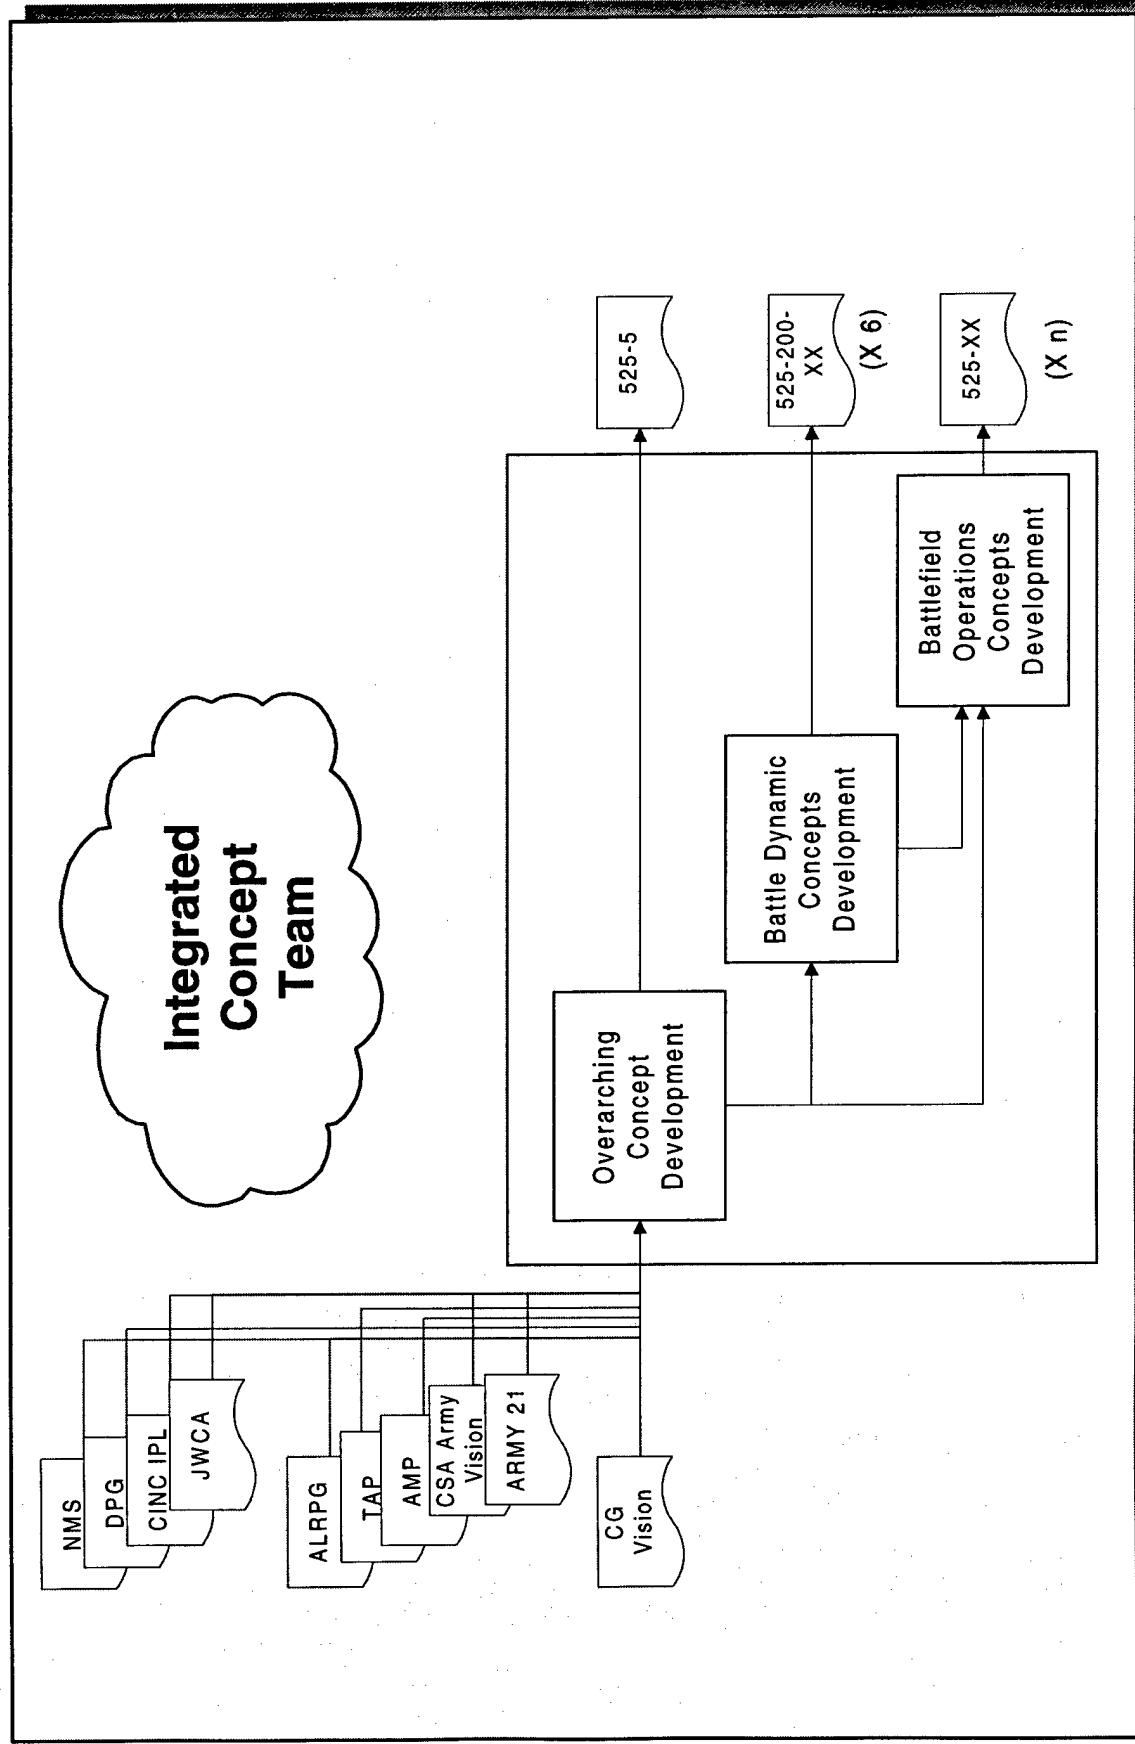 Integrated
Concept
Team
NMS
DPG
CINC IPL
JWCA
ALRPG
TAP
AMP
CSA Army
Vision
ARMY 21
CG
Vision
Overarching
Concept
Development
Battle Dynamic
Concepts
Development
Battlefield
Operations
Concepts
Development
525-5
525-200-
XX
(X 6)
525-XX
(X n)